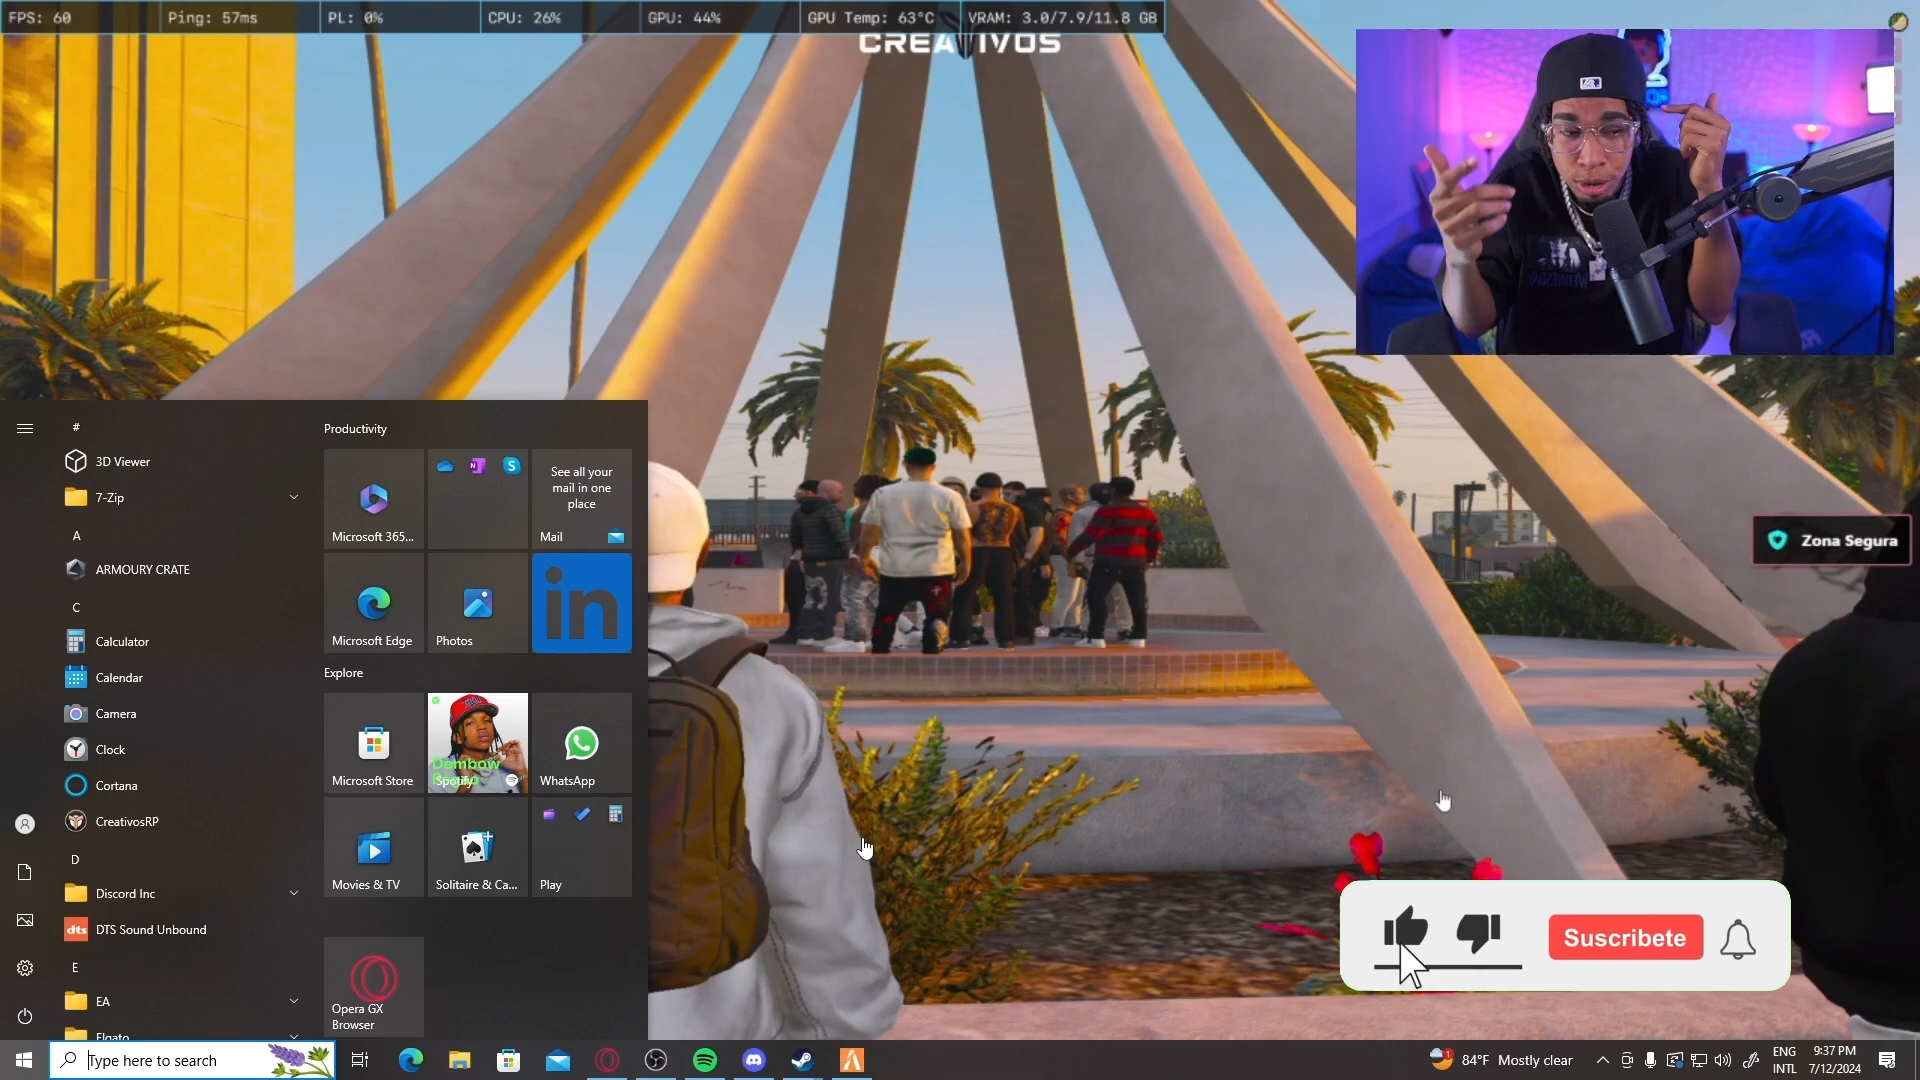 FPS: 60
Ping: 57ms
PL: 0%
CPU: 26%
GPU: 44%
GPU Temp: 63°C
VRAM: 3.0/7.9/11.8 GB
CREATIVOS
Zona Segura
#
3D Viewer
7-Zip
A
ARMOURY CRATE
C
Calculator
Calendar
Camera
Clock
Cortana
CreativosRP
D
Discord Inc
dts
DTS Sound Unbound
E
EA
Elgato
Productivity
Microsoft 365...
See all your
mail in one
place
Mail
Microsoft Edge
Photos
in
Explore
Microsoft Store
Dembow
Spotify
WhatsApp
Movies & TV
Solitaire & Ca...
Play
Opera GX
Browser
Suscribete
Type here to search
84°F Mostly clear
ENG
INTL
9:37 PM
7/12/2024